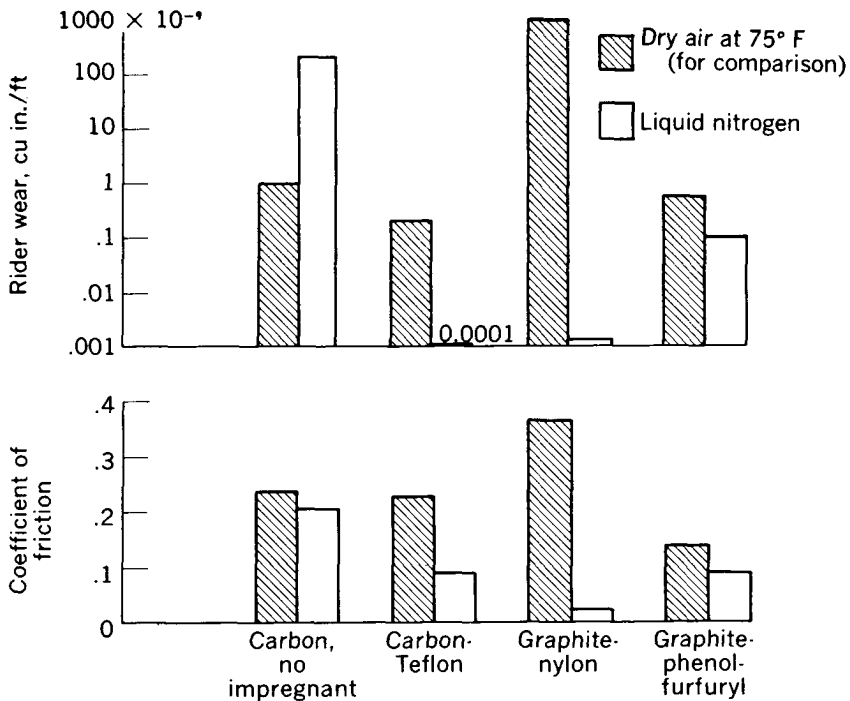 1000 × 10⁻⁹
100
10
1
.1
.01
.001
Rider wear, cu in./ft
0.0001
Dry air at 75° F
(for comparison)
Liquid nitrogen
.4
.3
.2
.1
0
Coefficient of
friction
Carbon,
no
impregnant
Carbon-
Teflon
Graphite-
nylon
Graphite-
phenol-
furfuryl